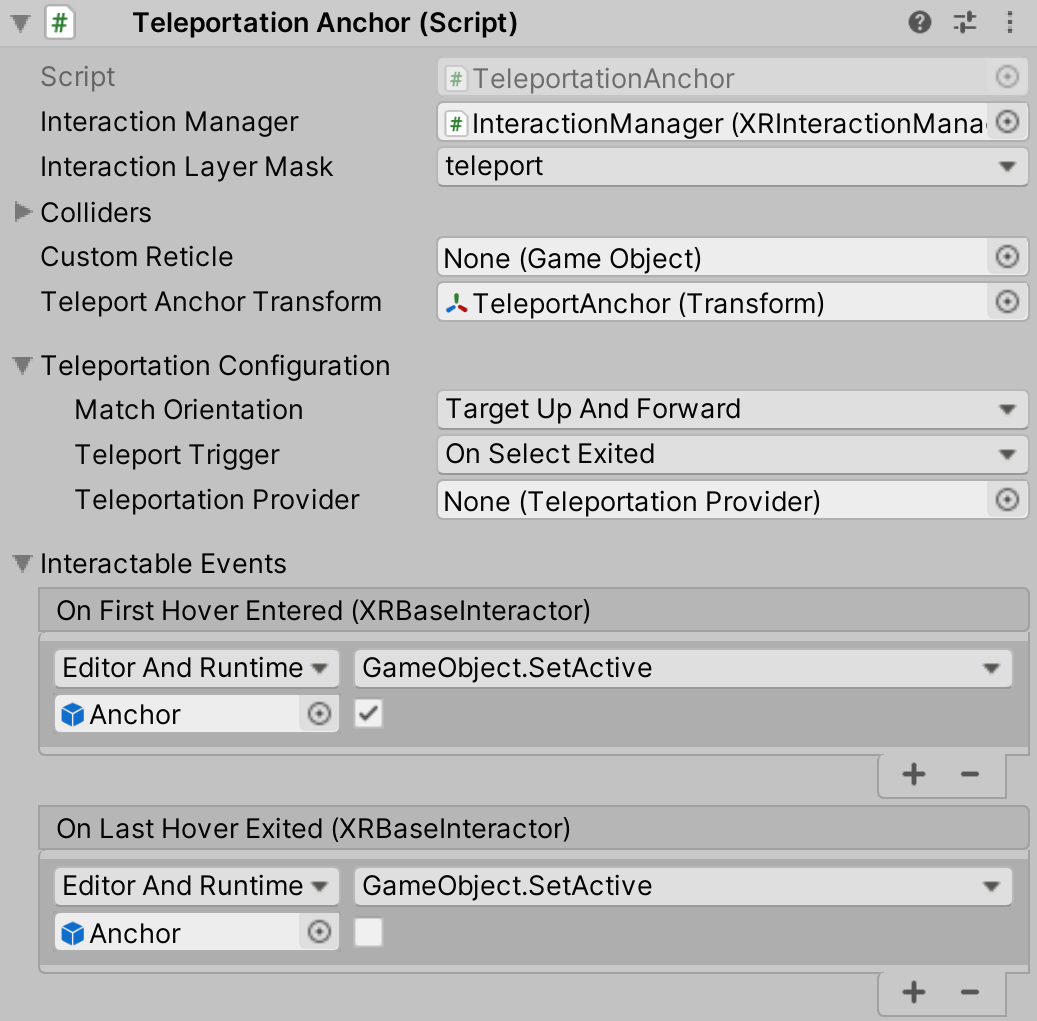 Teleportation Anchor (Script)
Script
# TeleportationAnchor
Interaction Manager
# InteractionManager (XRInteractionMana
Interaction Layer Mask
teleport
Colliders
Custom Reticle
None (Game Object)
Teleport Anchor Transform
TeleportAnchor (Transform)
Teleportation Configuration
Match Orientation
Target Up And Forward
Teleport Trigger
On Select Exited
Teleportation Provider
None (Teleportation Provider)
Interactable Events
On First Hover Entered (XRBaseInteractor)
Editor And Runtime
GameObject.SetActive
Anchor
On Last Hover Exited (XRBaseInteractor)
Editor And Runtime
GameObject.SetActive
Anchor